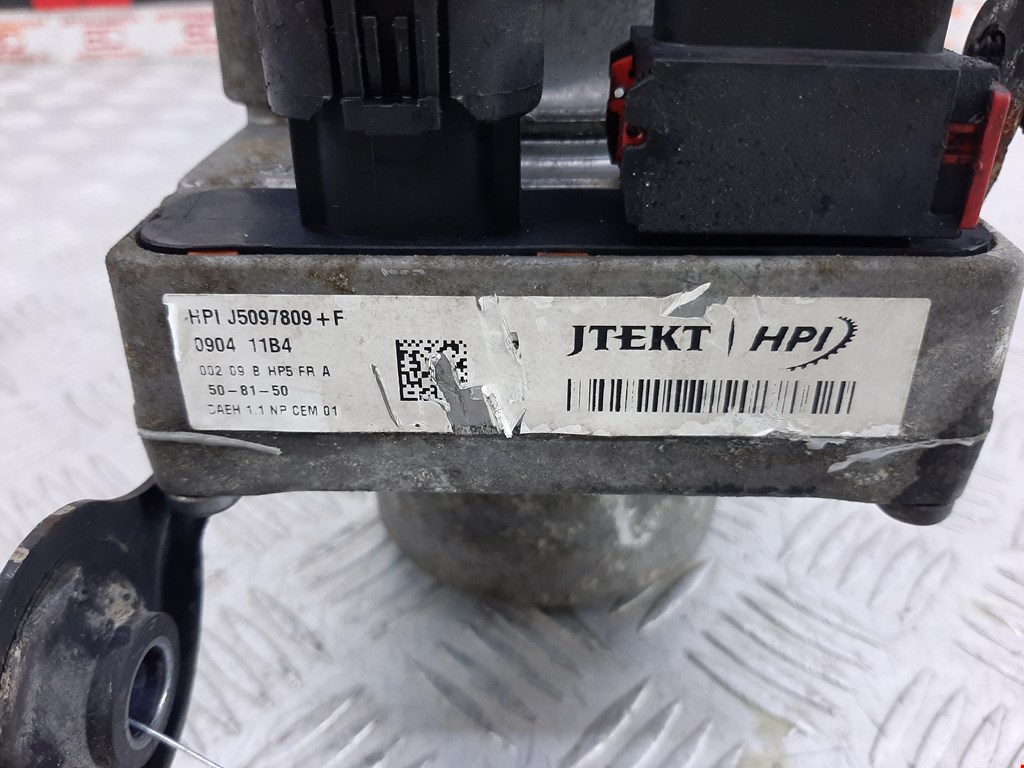 HPI J5097809+F
0904 11B4
002 09 B HP5 FR A
50-81-50
DAEH 1.1 NP CEM 01
JTEKT HPI